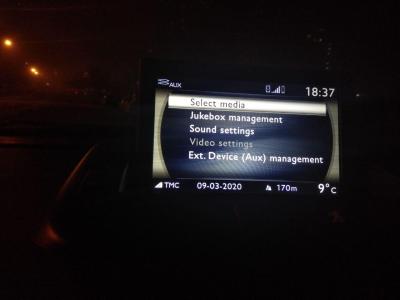 AUX 18:37
Select media
Jukebox management
Sound settings
Video settings
Ext. Device (Aux) management
TMC 09-03-2020 170m 9°C